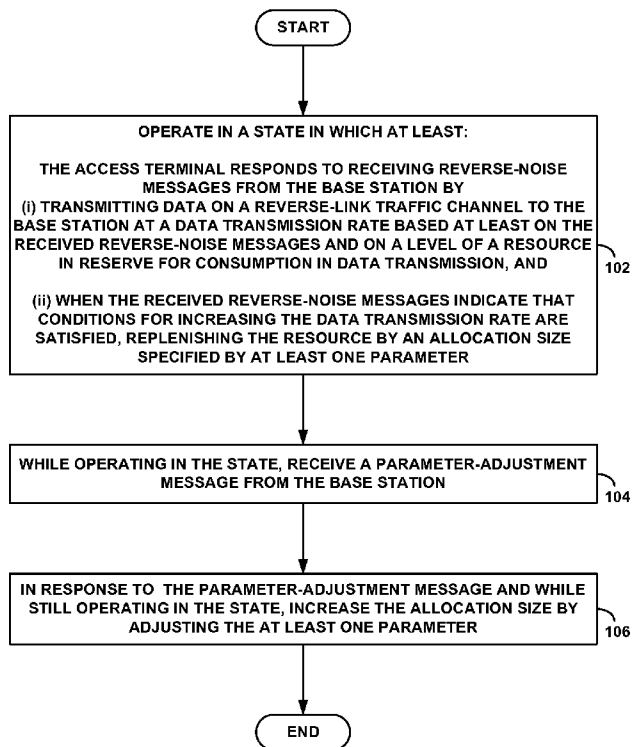 START
OPERATE IN A STATE IN WHICH AT LEAST:
THE ACCESS TERMINAL RESPONDS TO RECEIVING REVERSE-NOISE
MESSAGES FROM THE BASE STATION BY
(i) TRANSMITTING DATA ON A REVERSE-LINK TRAFFIC CHANNEL TO THE
BASE STATION AT A DATA TRANSMISSION RATE BASED AT LEAST ON THE
RECEIVED REVERSE-NOISE MESSAGES AND ON A LEVEL OF A RESOURCE
IN RESERVE FOR CONSUMPTION IN DATA TRANSMISSION, AND
(ii) WHEN THE RECEIVED REVERSE-NOISE MESSAGES INDICATE THAT
CONDITIONS FOR INCREASING THE DATA TRANSMISSION RATE ARE
SATISFIED, REPLENISHING THE RESOURCE BY AN ALLOCATION SIZE
SPECIFIED BY AT LEAST ONE PARAMETER
102
WHILE OPERATING IN THE STATE, RECEIVE A PARAMETER-ADJUSTMENT
MESSAGE FROM THE BASE STATION
104
IN RESPONSE TO THE PARAMETER-ADJUSTMENT MESSAGE AND WHILE
STILL OPERATING IN THE STATE, INCREASE THE ALLOCATION SIZE BY
ADJUSTING THE AT LEAST ONE PARAMETER
106
END